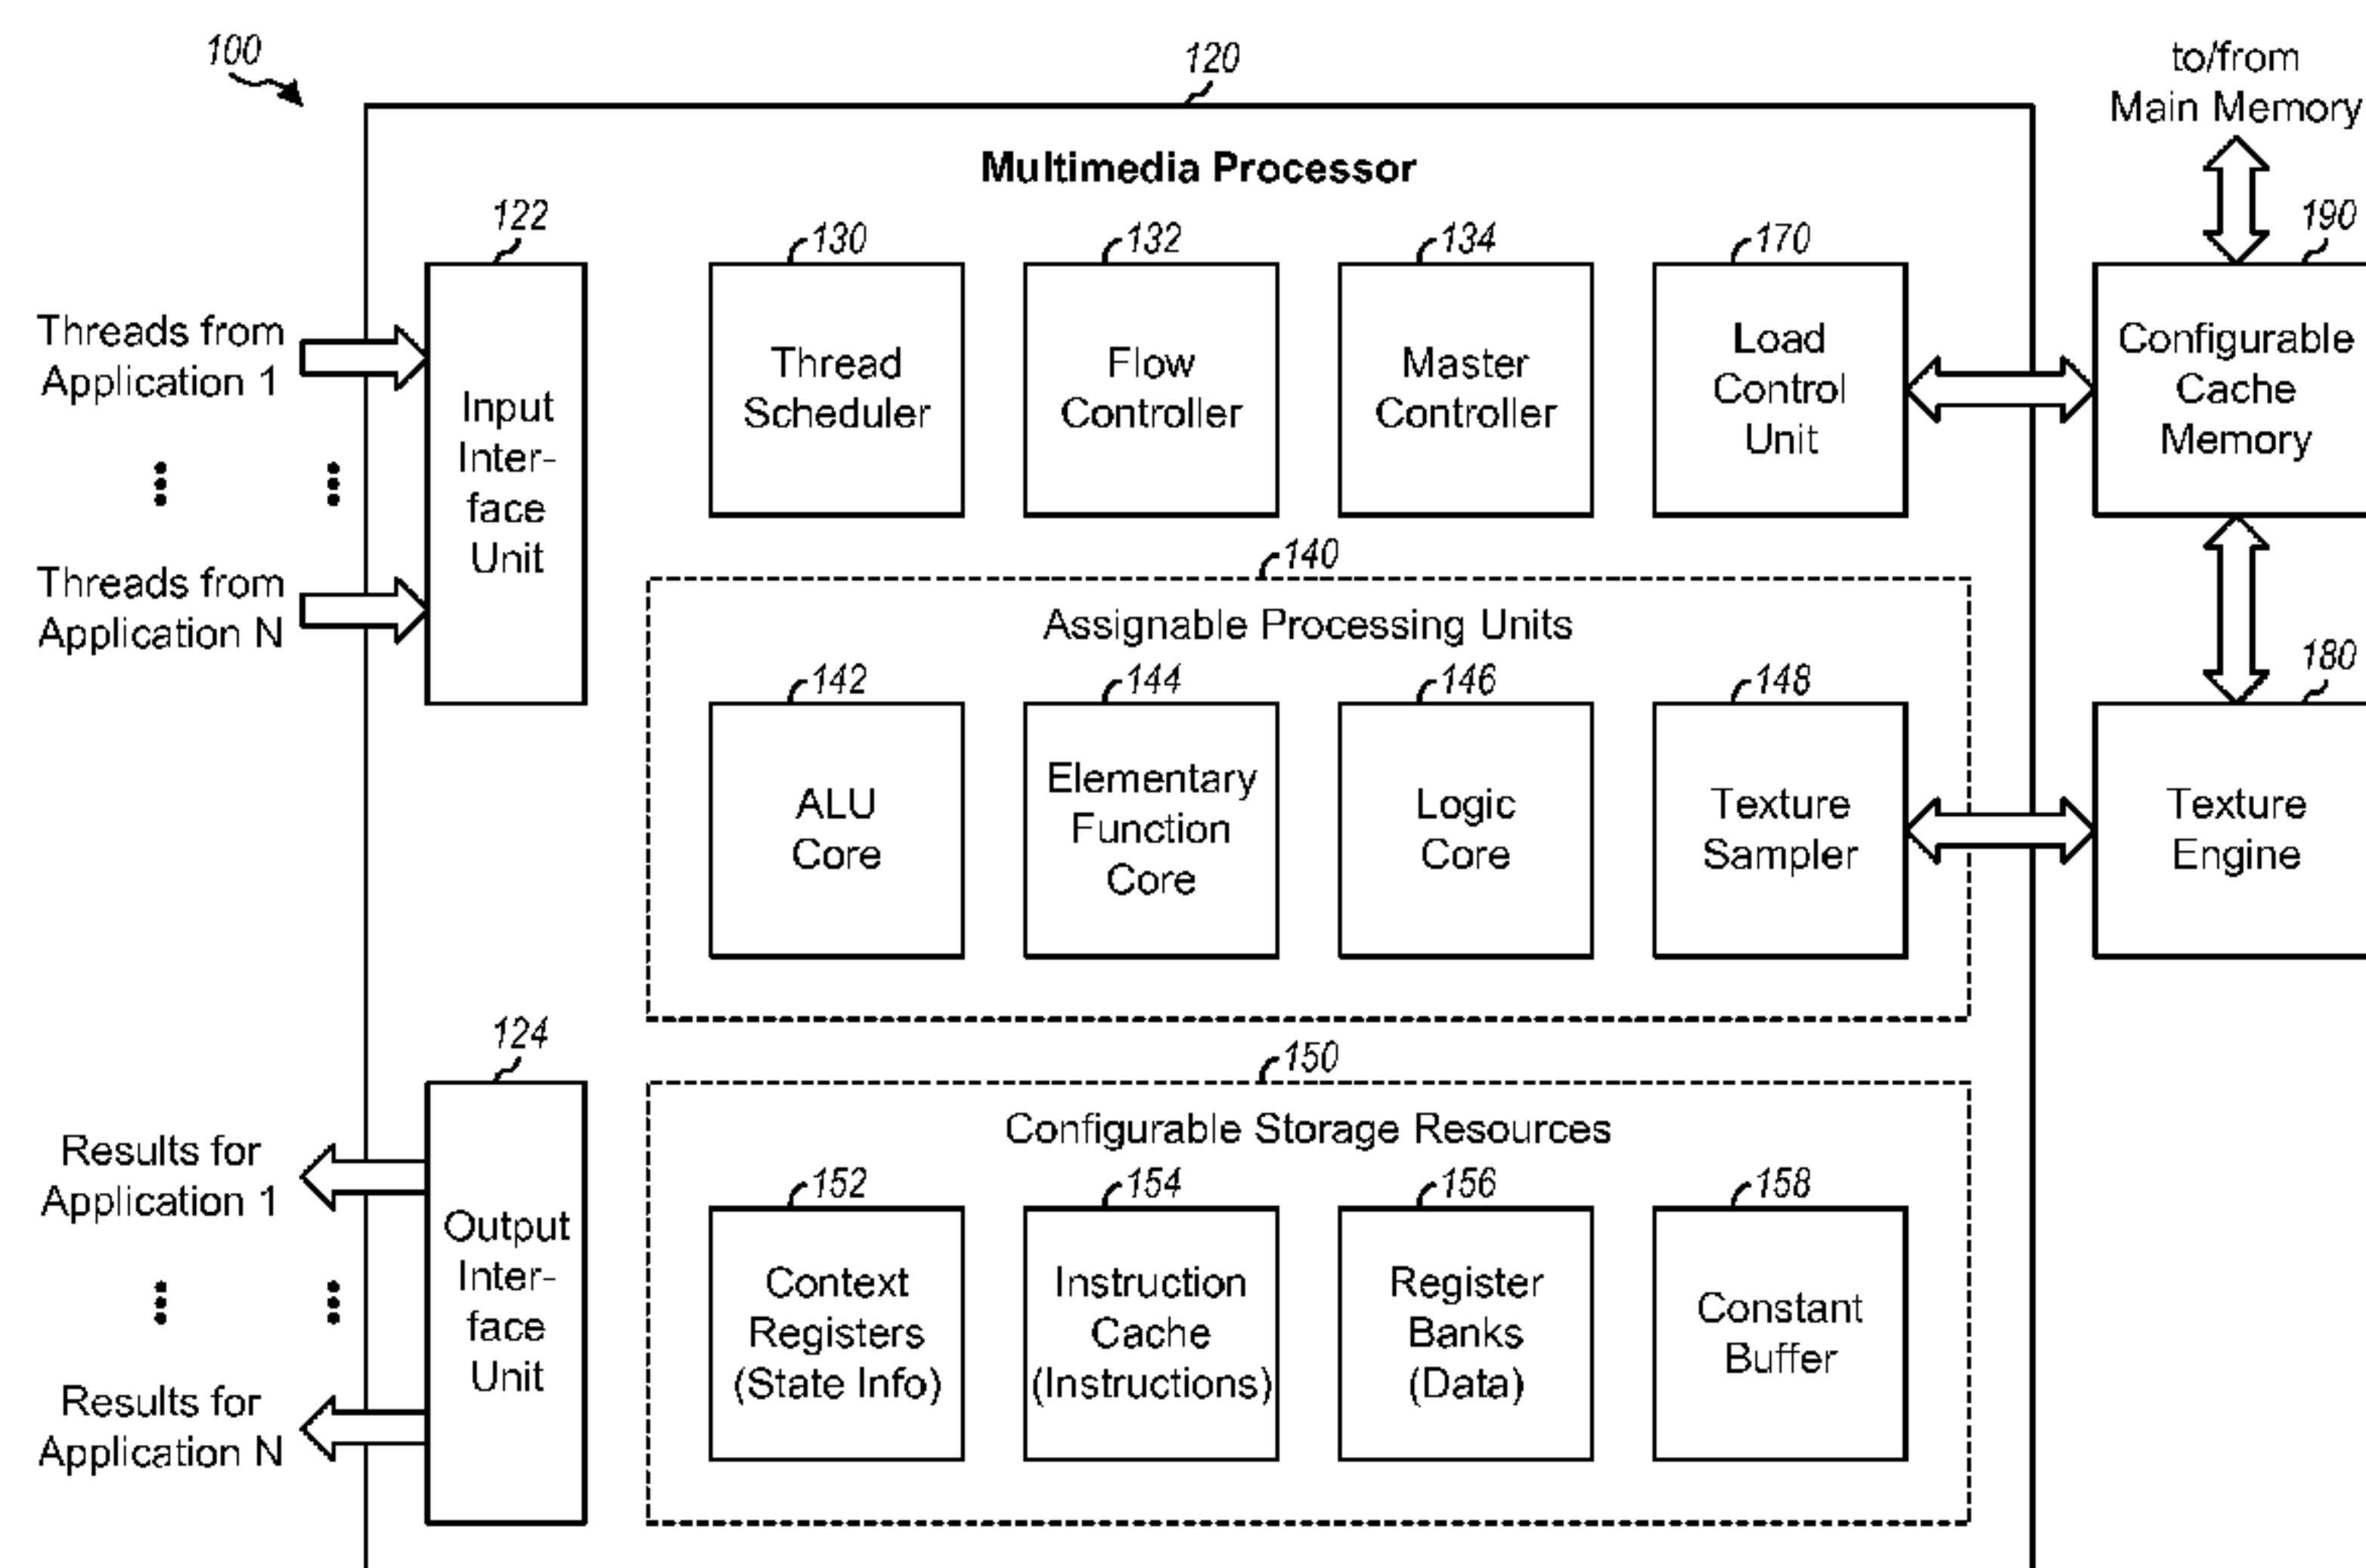 100
120
to/from
Main Memory
Multimedia Processor
122
130
132
134
170
190
Threads from
Application 1
Input
Inter-
face
Unit
Thread
Scheduler
Flow
Controller
Master
Controller
Load
Control
Unit
Configurable
Cache
Memory
Threads from
Application N
140
Assignable Processing Units
142
144
146
148
180
ALU
Core
Elementary
Function
Core
Logic
Core
Texture
Sampler
Texture
Engine
124
150
Configurable Storage Resources
Results for
Application 1
Output
Inter-
face
Unit
152
154
156
158
Context
Registers
(State Info)
Instruction
Cache
(Instructions)
Register
Banks
(Data)
Constant
Buffer
Results for
Application N